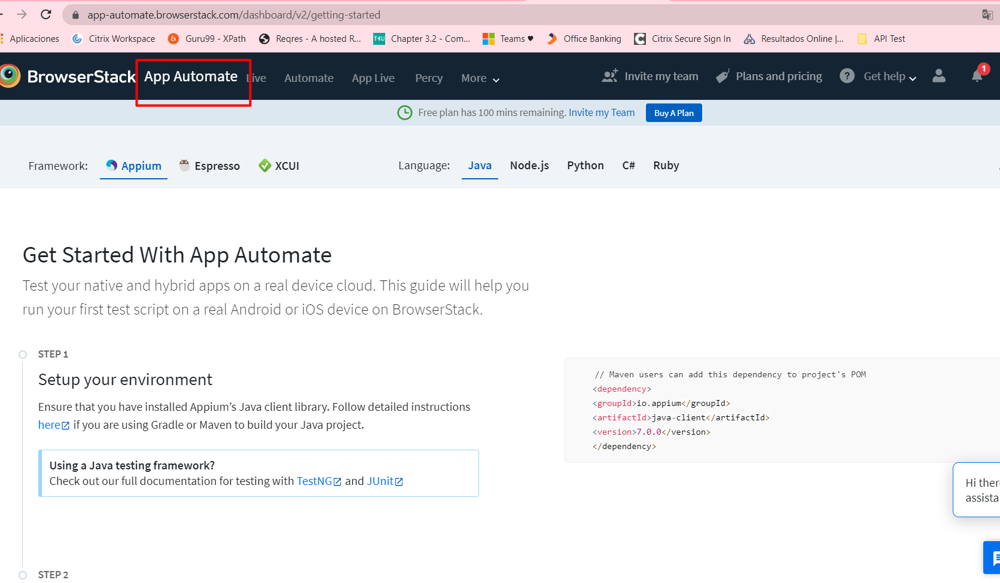 app-automate.browserstack.com/dashboard/v2/getting-started
Aplicaciones Citrix Workspace Guru99 - XPath Reqres - A hosted R... TKU Chapter 3.2 - Com... Teams ♥ Office Banking Citrix Secure Sign In GM Resultados Online |... API Test
BrowserStack App Automate Live Automate App Live Percy More Invite my team Plans and pricing ? Get help 1
Free plan has 100 mins remaining. Invite my Team Buy A Plan
Framework: Appium Espresso XCUI Language: Java Node.js Python C# Ruby
Get Started With App Automate
Test your native and hybrid apps on a real device cloud. This guide will help you
run your first test script on a real Android or iOS device on BrowserStack.
STEP 1
Setup your environment
Ensure that you have installed Appium’s Java client library. Follow detailed instructions
here if you are using Gradle or Maven to build your Java project.
Using a Java testing framework?
Check out our full documentation for testing with TestNG and JUnit
// Maven users can add this dependency to project's POM
<dependency>
<groupId>io.appium</groupId>
<artifactId>java-client</artifactId>
<version>7.0.0</version>
</dependency>
Hi ther
assista
STEP 2